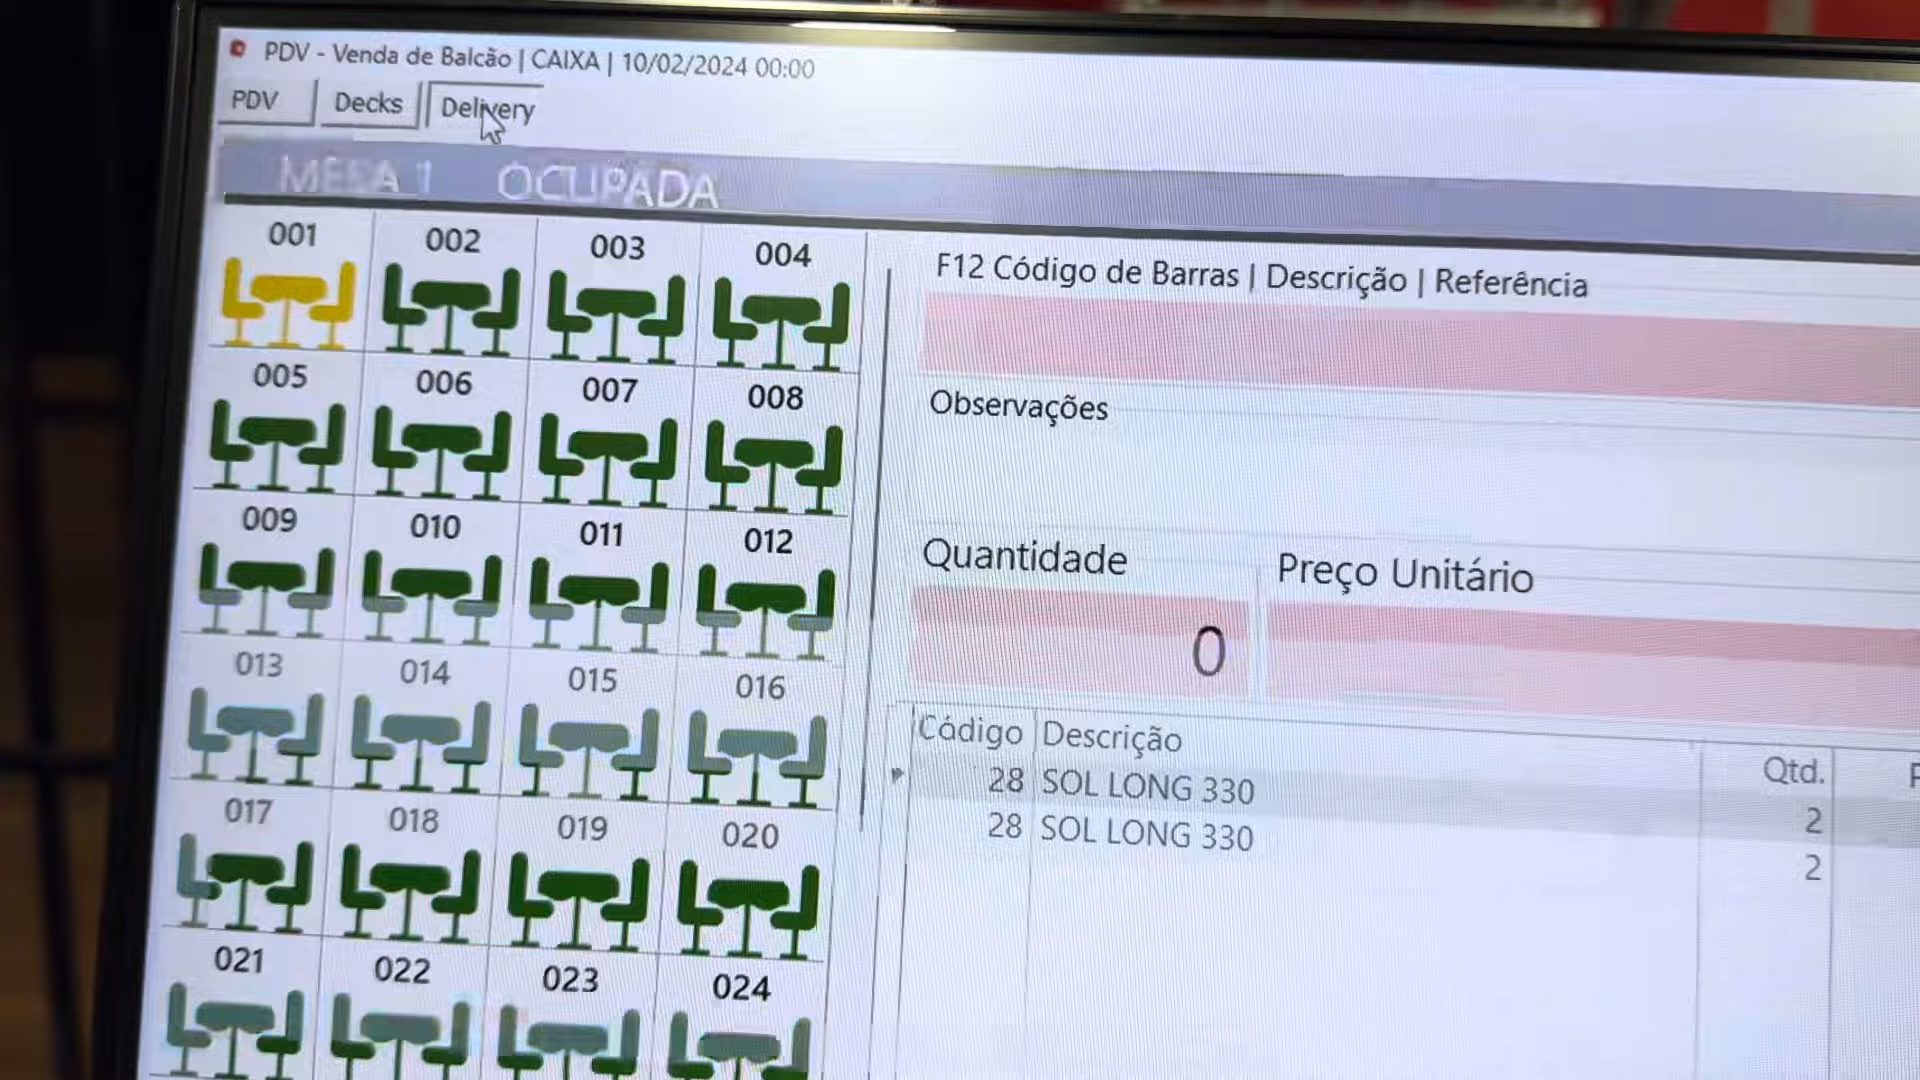 PDV - Venda de Balcão | CAIXA | 10/02/2024 00:00
PDV Decks Delivery
MESA 1 OCUPADA
001 002 003 004
005 006 007 008
009 010 011 012
013 014 015 016
017 018 019 020
021 022 023 024
F12 Código de Barras | Descrição | Referência
Observações
Quantidade Preço Unitário
0
Código Descrição Qtd.
28 SOL LONG 330 2
28 SOL LONG 330 2